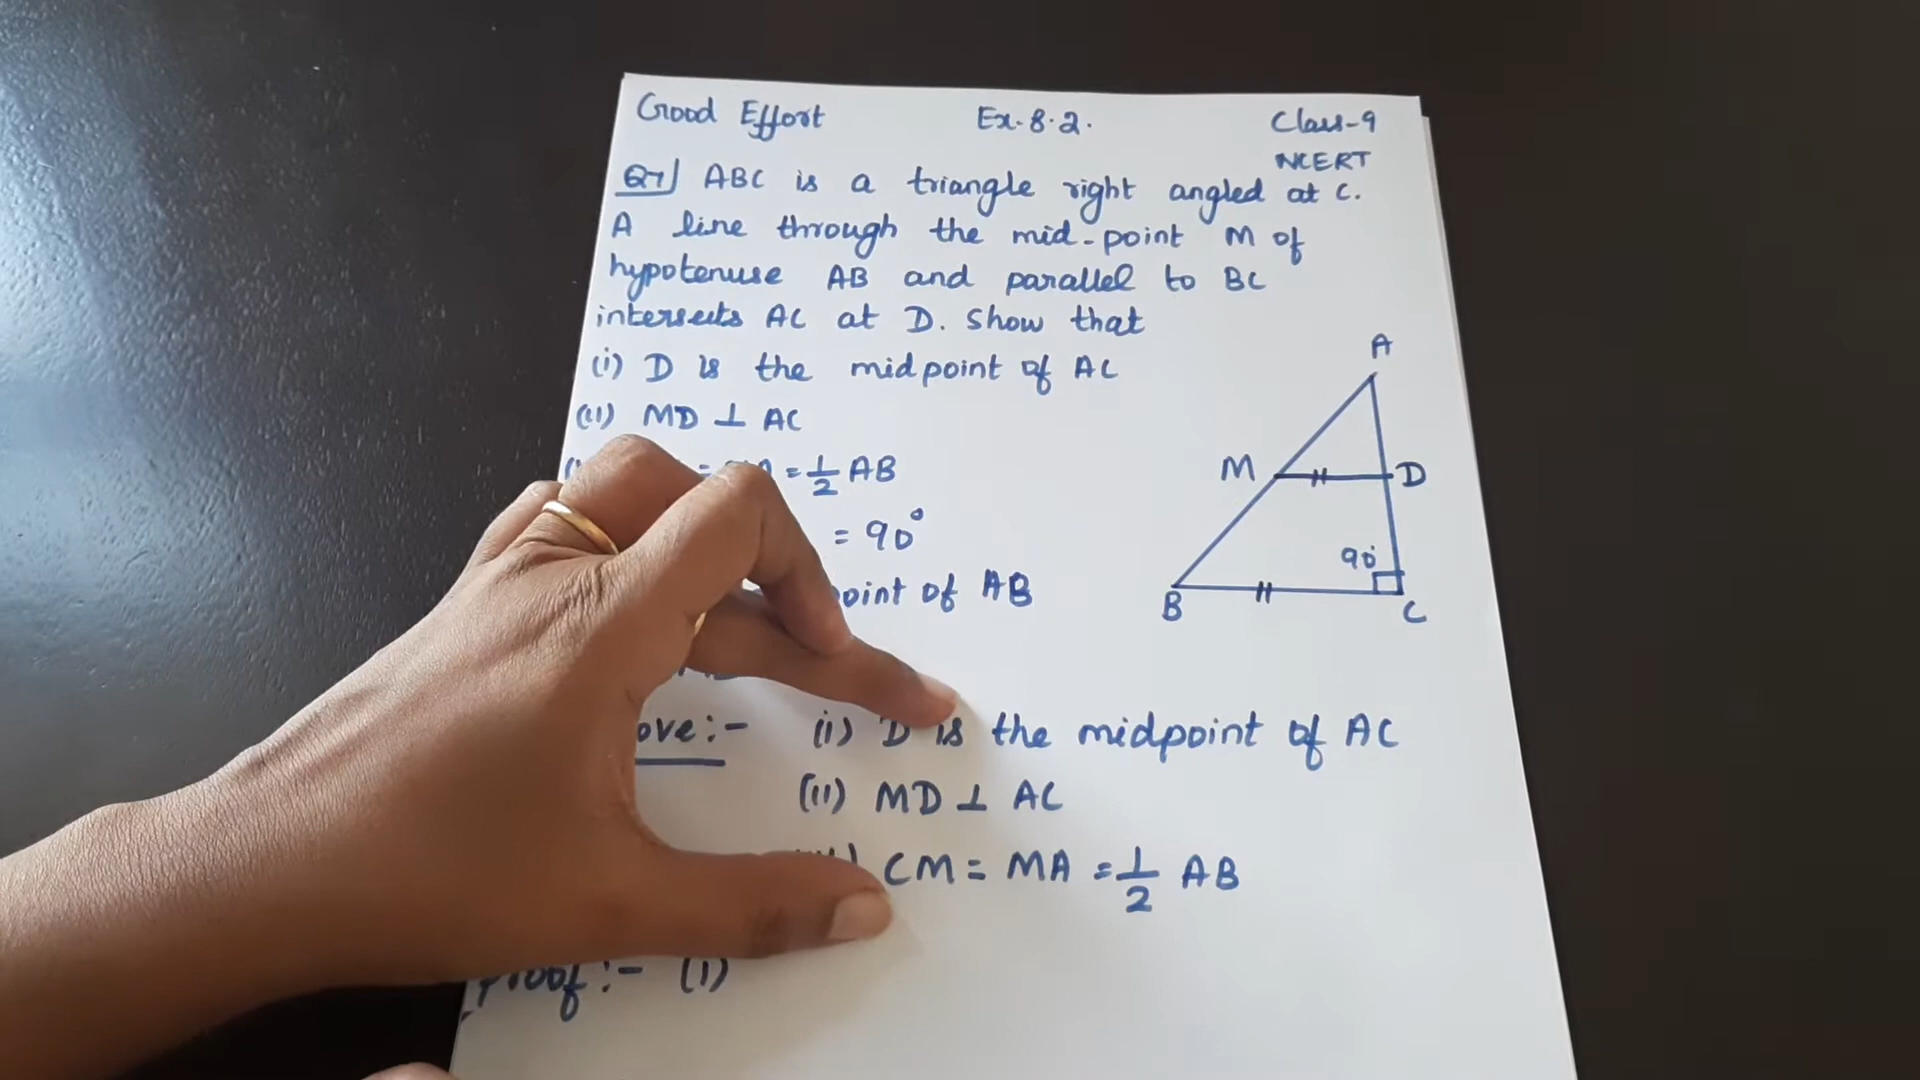 Good Effort Ex. 8.2. Class-9
NCERT
Q7) ABC is a triangle right angled at C.
A line through the mid-point M of
hypotenuse AB and parallel to BC
intersects AC at D. Show that
(i) D is the midpoint of AC
(ii) MD ⊥ AC
= 1/2 AB
= 90°
of AB
(i) D is the midpoint of AC
(ii) MD ⊥ AC
CM = MA = 1/2 AB
Proof:- (i)
A
M
D
90°
B
C